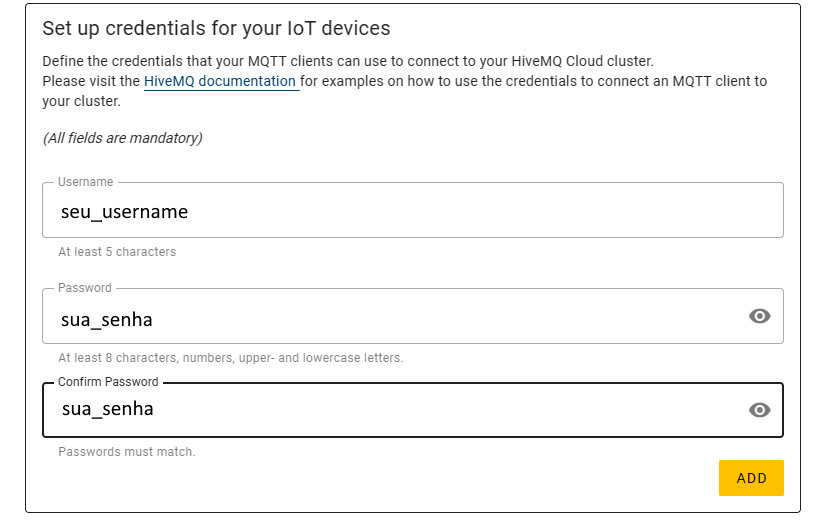 Set up credentials for your IoT devices
Define the credentials that your MQTT clients can use to connect to your HiveMQ Cloud cluster.
Please visit the HiveMQ documentation for examples on how to use the credentials to connect an MQTT client to
your cluster.
(All fields are mandatory)
Username
seu_username
At least 5 characters
Password
sua_senha
At least 8 characters, numbers, upper- and lowercase letters.
Confirm Password
sua_senha
Passwords must match.
ADD